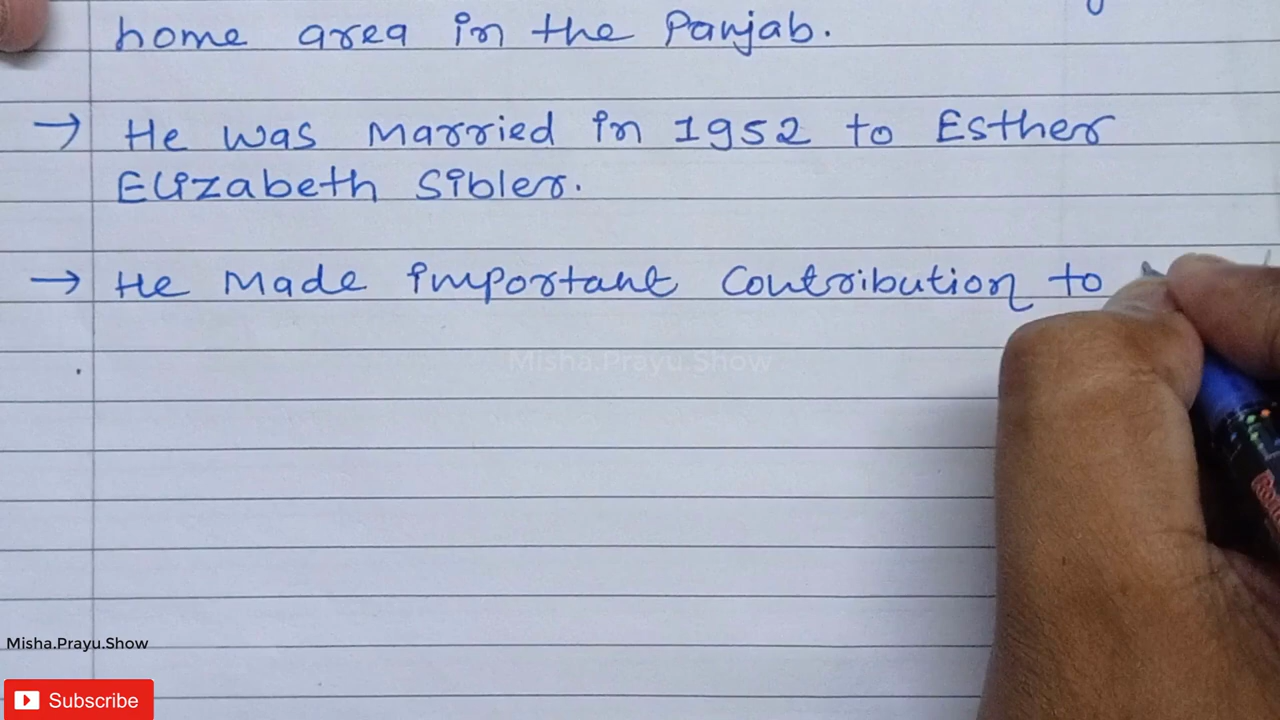 home area in the Panjab.
→ He was Married in 1952 to Esther
Elizabeth Sibler.
→ He Made important Contribution to
Misha.Prayu.Show
Misha.Prayu.Show
Subscribe